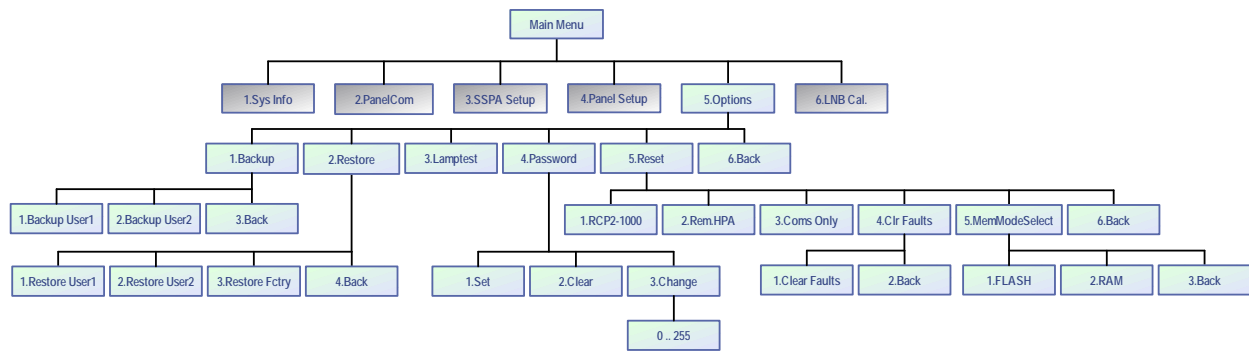 Main Menu
1.Sys Info
2.PanelCom
3.SSPA Setup
4.Panel Setup
5.Options
6.LNB Cal.
1.Backup
2.Restore
3.Lamptest
4.Password
5.Reset
6.Back
1.Backup User1
2.Backup User2
3.Back
1.RCP2-1000
2.Rem.HPA
3.Coms Only
4.Clr Faults
5.MemModeSelect
6.Back
1.Restore User1
2.Restore User2
3.Restore Fctry
4.Back
1.Set
2.Clear
3.Change
1.Clear Faults
2.Back
1.FLASH
2.RAM
3.Back
0 .. 255